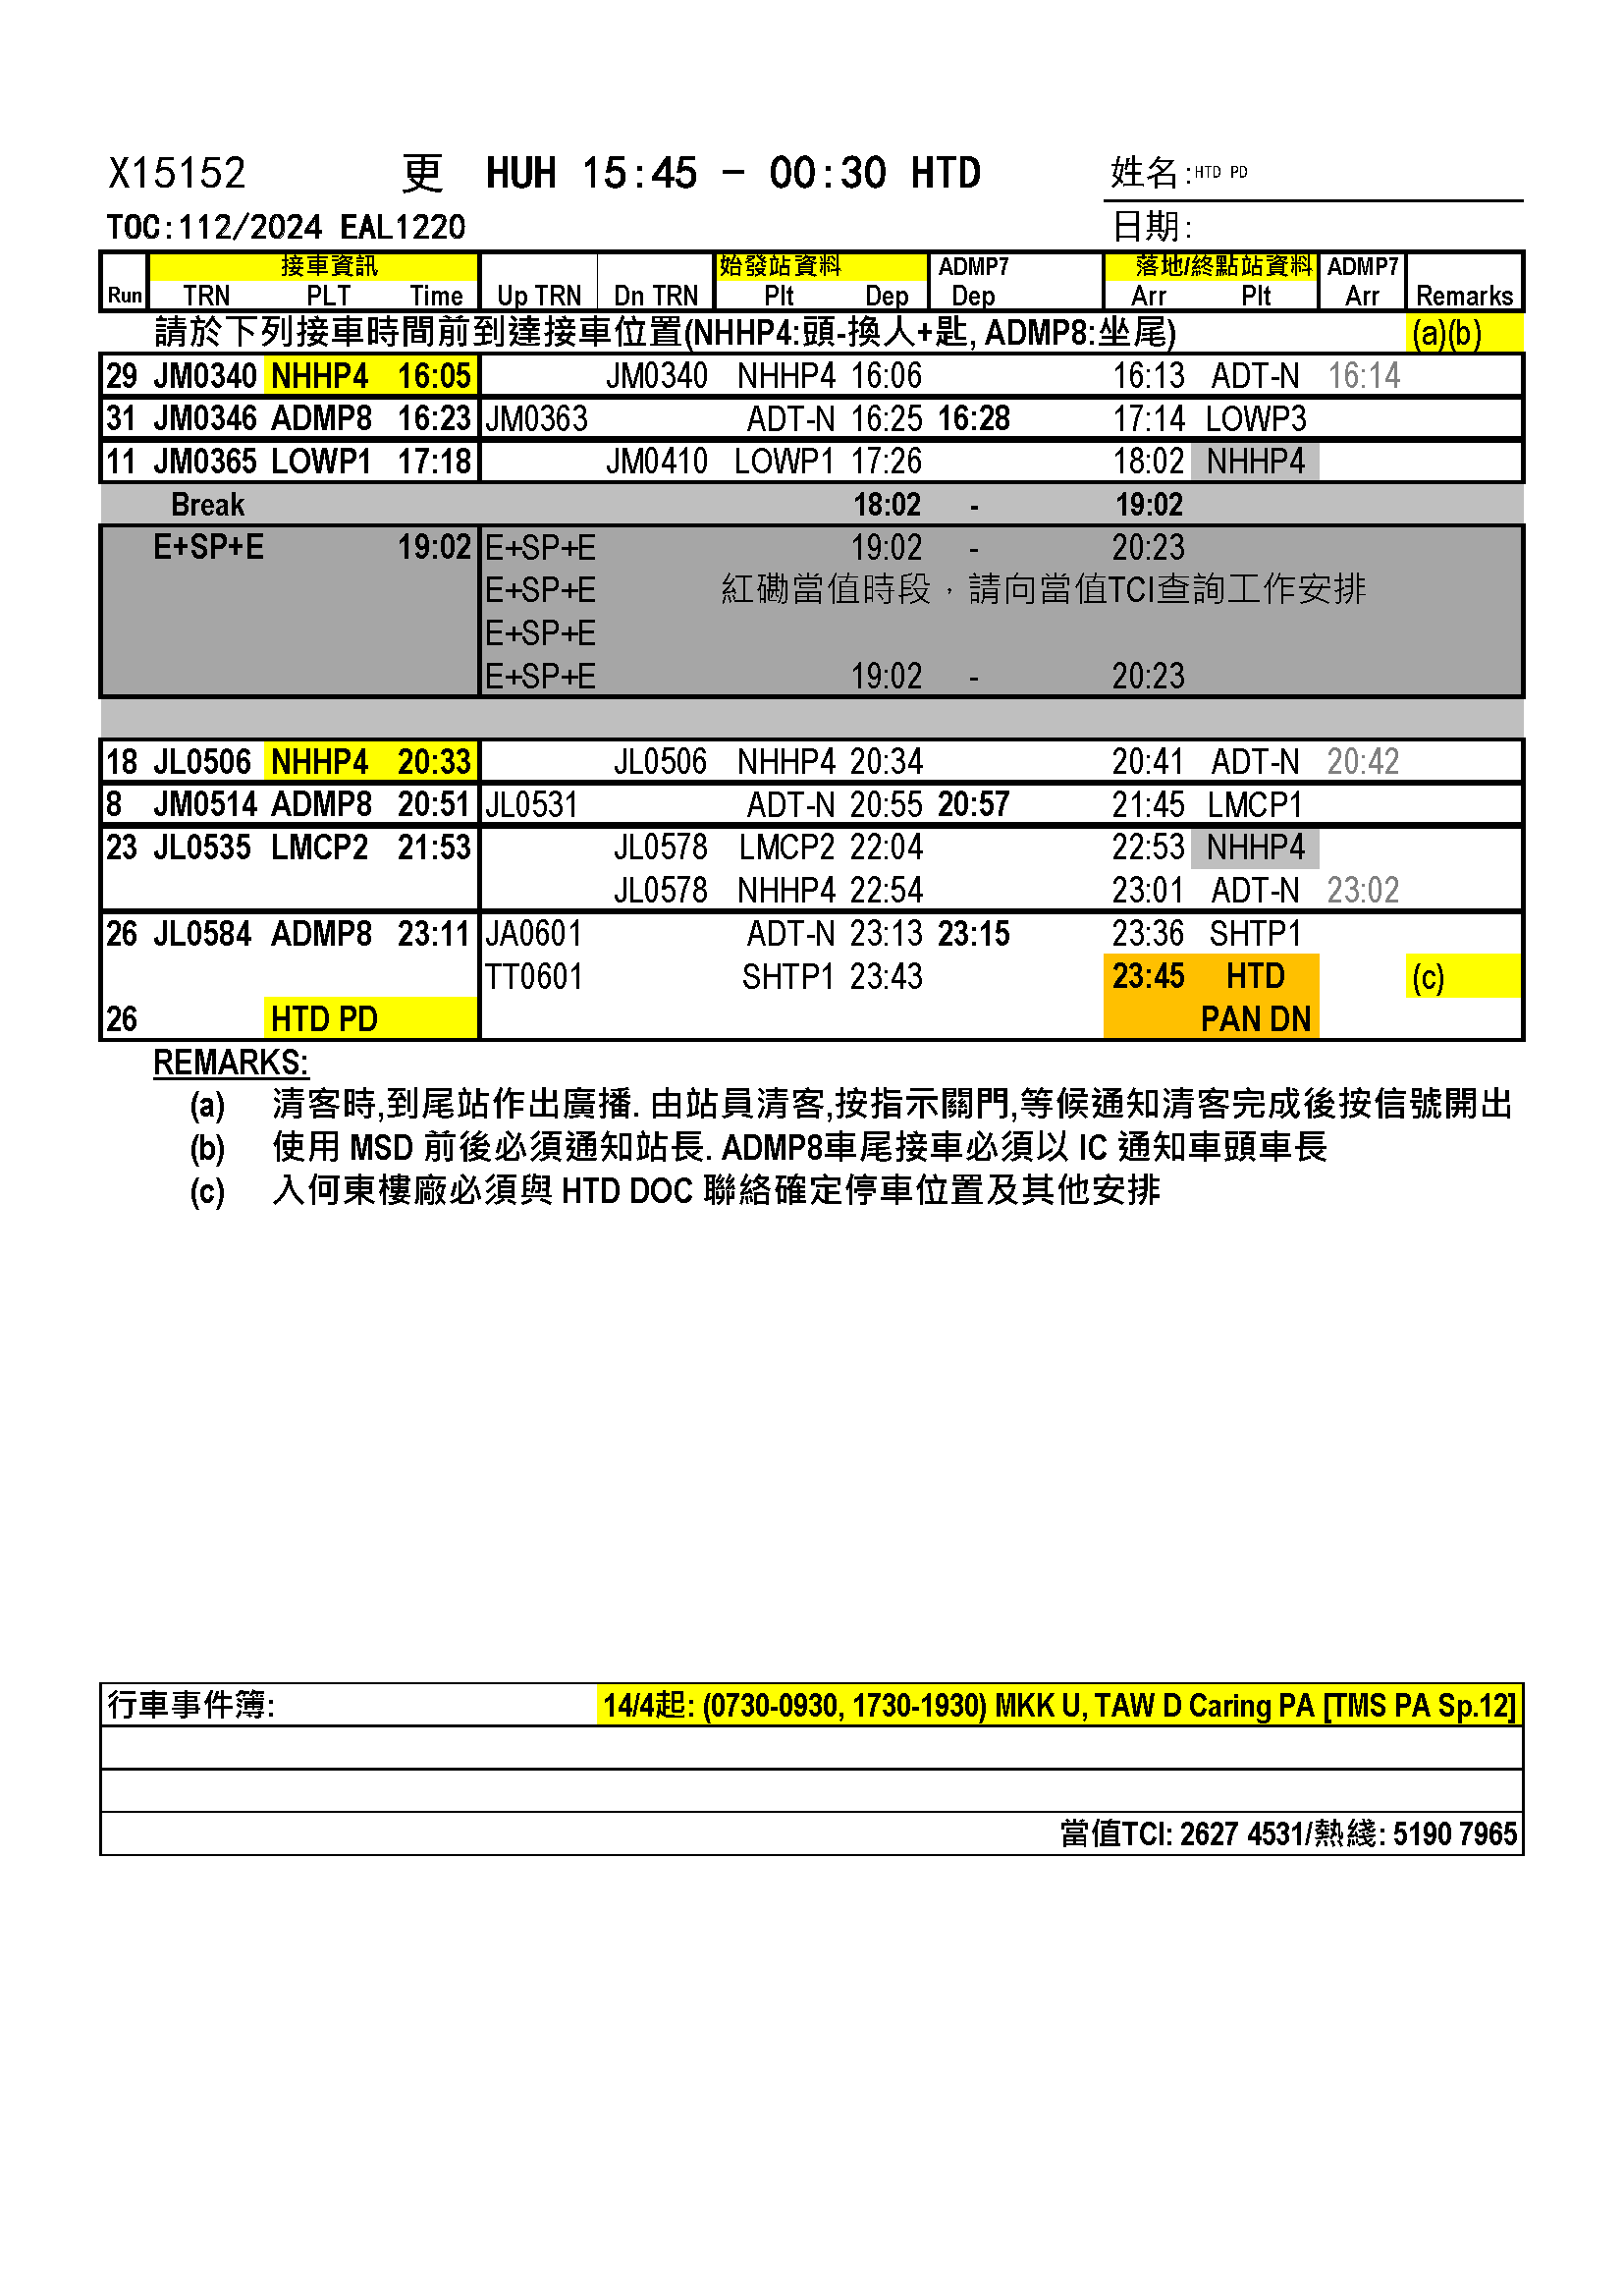 X15152 更 HUH 15:45 - 00:30 HTD 姓名:HTD PD
TOC:112/2024 EAL1220 日期:
接車資訊 始發站資料 ADMP7 落地/終點站資料 ADMP7
Run TRN PLT Time Up TRN Dn TRN Plt Dep Dep Arr Plt Arr Remarks
請於下列接車時間前到達接車位置(NHHP4:頭-換人+匙, ADMP8:坐尾) (a)(b)
29 JM0340 NHHP4 16:05 JM0340 NHHP4 16:06 16:13 ADT-N 16:14
31 JM0346 ADMP8 16:23 JM0363 ADT-N 16:25 16:28 17:14 LOWP3
11 JM0365 LOWP1 17:18 JM0410 LOWP1 17:26 18:02 NHHP4
Break 18:02 - 19:02
E+SP+E 19:02 E+SP+E 19:02 - 20:23
E+SP+E 紅磡當值時段，請向當值TCI查詢工作安排
E+SP+E
E+SP+E 19:02 - 20:23
18 JL0506 NHHP4 20:33 JL0506 NHHP4 20:34 20:41 ADT-N 20:42
8 JM0514 ADMP8 20:51 JL0531 ADT-N 20:55 20:57 21:45 LMCP1
23 JL0535 LMCP2 21:53 JL0578 LMCP2 22:04 22:53 NHHP4
JL0578 NHHP4 22:54 23:01 ADT-N 23:02
26 JL0584 ADMP8 23:11 JA0601 ADT-N 23:13 23:15 23:36 SHTP1
TT0601 SHTP1 23:43 23:45 HTD (c)
26 HTD PD PAN DN
REMARKS:
(a) 清客時,到尾站作出廣播. 由站員清客,按指示關門,等候通知清客完成後按信號開出
(b) 使用 MSD 前後必須通知站長. ADMP8車尾接車必須以 IC 通知車頭車長
(c) 入何東樓廠必須與 HTD DOC 聯絡確定停車位置及其他安排
行車事件簿: 14/4起: (0730-0930, 1730-1930) MKK U, TAW D Caring PA [TMS PA Sp.12]
當值TCI: 2627 4531/熱綫: 5190 7965